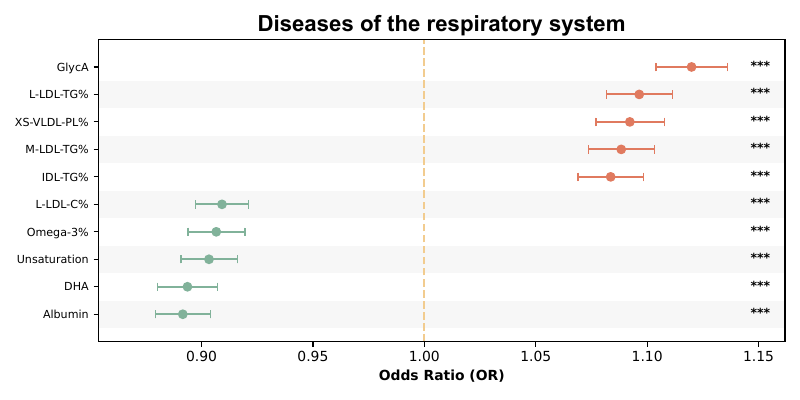 Diseases of the respiratory system
GlycA ***
L-LDL-TG% ***
XS-VLDL-PL% ***
M-LDL-TG% ***
IDL-TG% ***
L-LDL-C% ***
Omega-3% ***
Unsaturation ***
DHA ***
Albumin ***
0.90 0.95 1.00 1.05 1.10 1.15
Odds Ratio (OR)